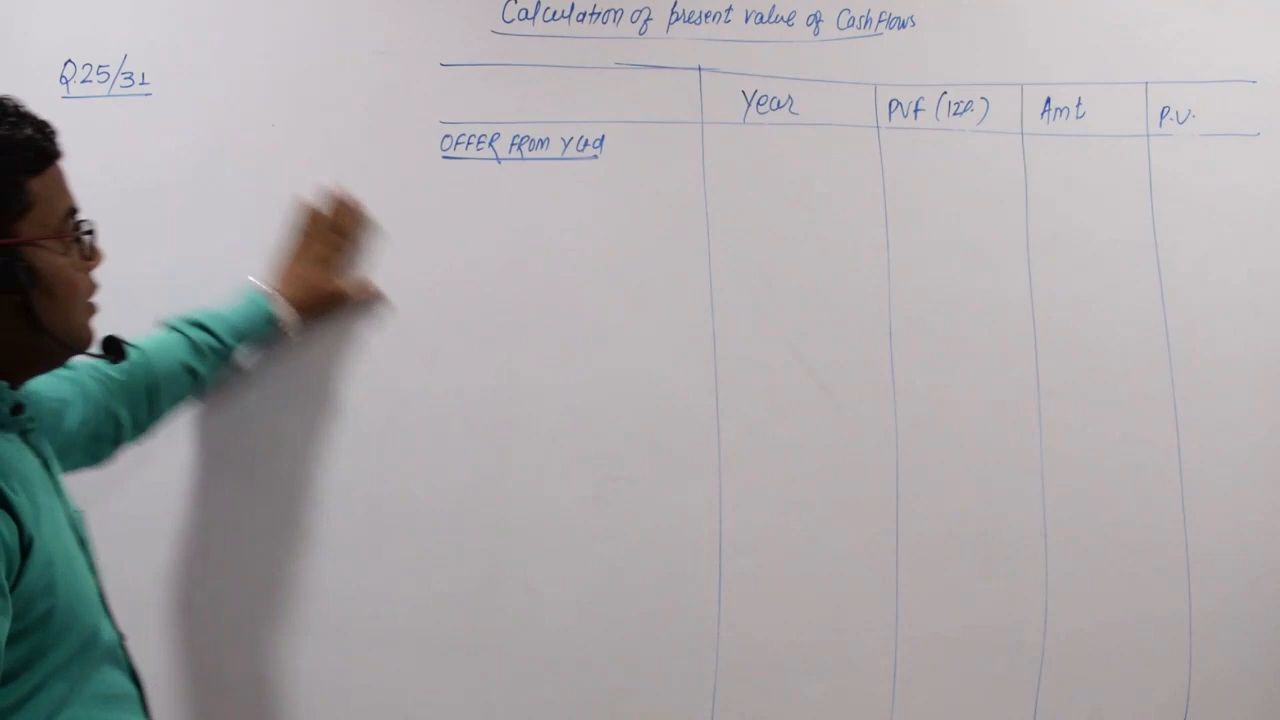 Calculation of present value of Cash Flows
Q.25/31
Year PVF (12%) Amt P.V.
OFFER FROM Y Ltd